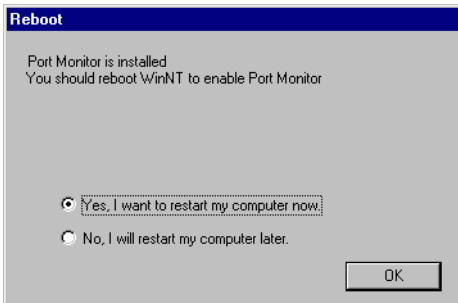 Reboot
Port Monitor is installed
You should reboot WinNT to enable Port Monitor
Yes, I want to restart my computer now.
No, I will restart my computer later.
OK